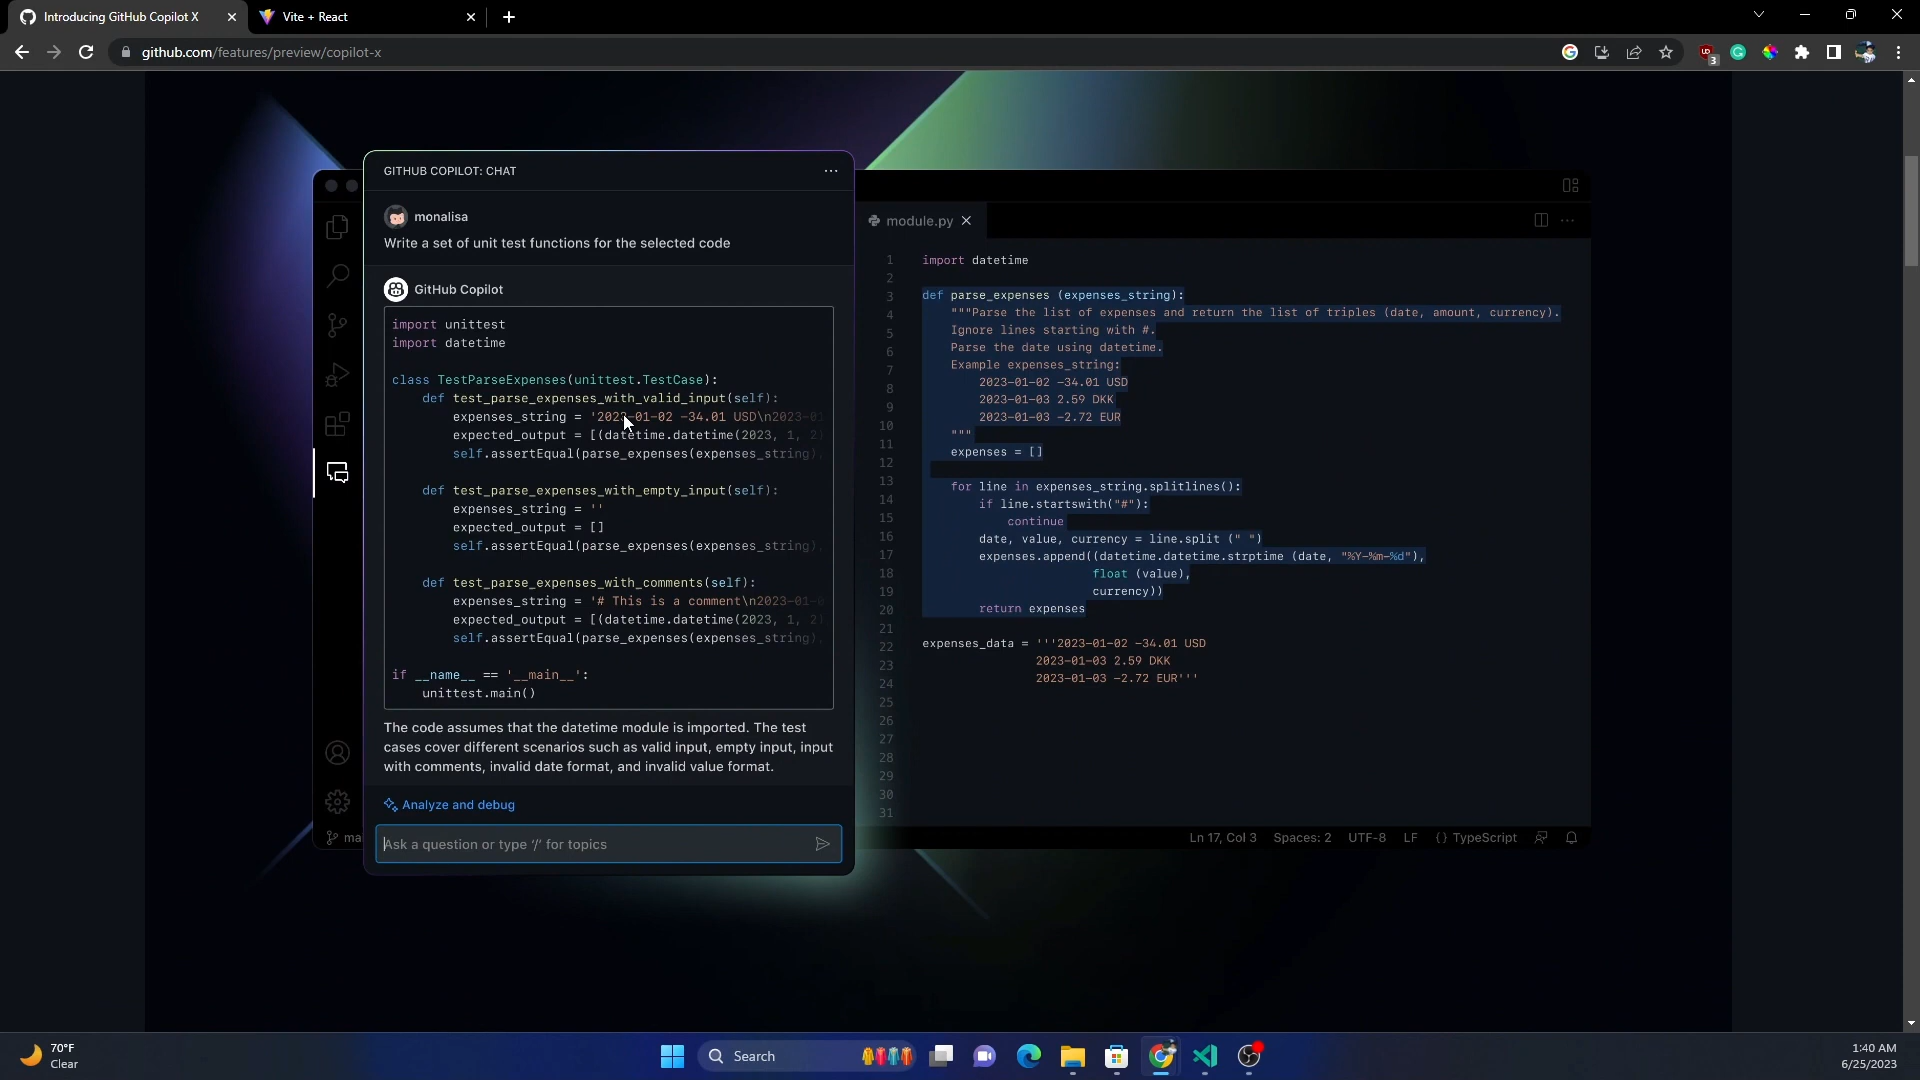 Introducing GitHub Copilot X
Vite + React
github.com/features/preview/copilot-x
3
GITHUB COPILOT: CHAT
monalisa
Write a set of unit test functions for the selected code
GitHub Copilot
import unittest
import datetime
class TestParseExpenses(unittest.TestCase):
def test_parse_expenses_with_valid_input(self):
expenses_string = '2023-01-02 -34.01 USD\n2023-01
expected_output = [(datetime.datetime(2023, 1, 2)
self.assertEqual(parse_expenses(expenses_string),
def test_parse_expenses_with_empty_input(self):
expenses_string = ''
expected_output = []
self.assertEqual(parse_expenses(expenses_string),
def test_parse_expenses_with_comments(self):
expenses_string = '# This is a comment\n2023-01-0
expected_output = [(datetime.datetime(2023, 1, 2)
self.assertEqual(parse_expenses(expenses_string),
if __name__ == '__main__':
unittest.main()
The code assumes that the datetime module is imported. The test
cases cover different scenarios such as valid input, empty input, input
with comments, invalid date format, and invalid value format.
Analyze and debug
Ask a question or type '/' for topics
ma
module.py
1 import datetime
2
3 def parse_expenses (expenses_string):
4 """Parse the list of expenses and return the list of triples (date, amount, currency).
5 Ignore lines starting with #.
6 Parse the date using datetime.
7 Example expenses_string:
8 2023-01-02 -34.01 USD
9 2023-01-03 2.59 DKK
10 2023-01-03 -2.72 EUR
11 """
12 expenses = []
13 for line in expenses_string.splitlines():
14 if line.startswith("#"):
15 continue
16 date, value, currency = line.split (" ")
17 expenses.append((datetime.datetime.strptime (date, "%Y-%m-%d"),
18 float (value),
19 currency))
20 return expenses
21
22 expenses_data = '''2023-01-02 -34.01 USD
23 2023-01-03 2.59 DKK
24 2023-01-03 -2.72 EUR'''
25
26
27
28
29
30
31
Ln 17, Col 3 Spaces: 2 UTF-8 LF {} TypeScript
70°F
Clear
Search
1:40 AM
6/25/2023